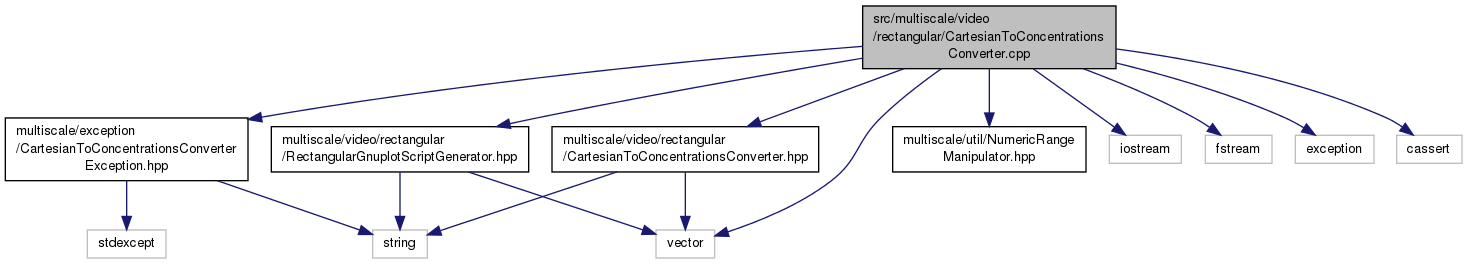 src/multiscale/video
/rectangular/CartesianToConcentrations
Converter.cpp
multiscale/exception
/CartesianToConcentrationsConverter
Exception.hpp
multiscale/video/rectangular
/RectangularGnuplotScriptGenerator.hpp
multiscale/video/rectangular
/CartesianToConcentrationsConverter.hpp
multiscale/util/NumericRange
Manipulator.hpp
iostream
fstream
exception
cassert
stdexcept
string
vector